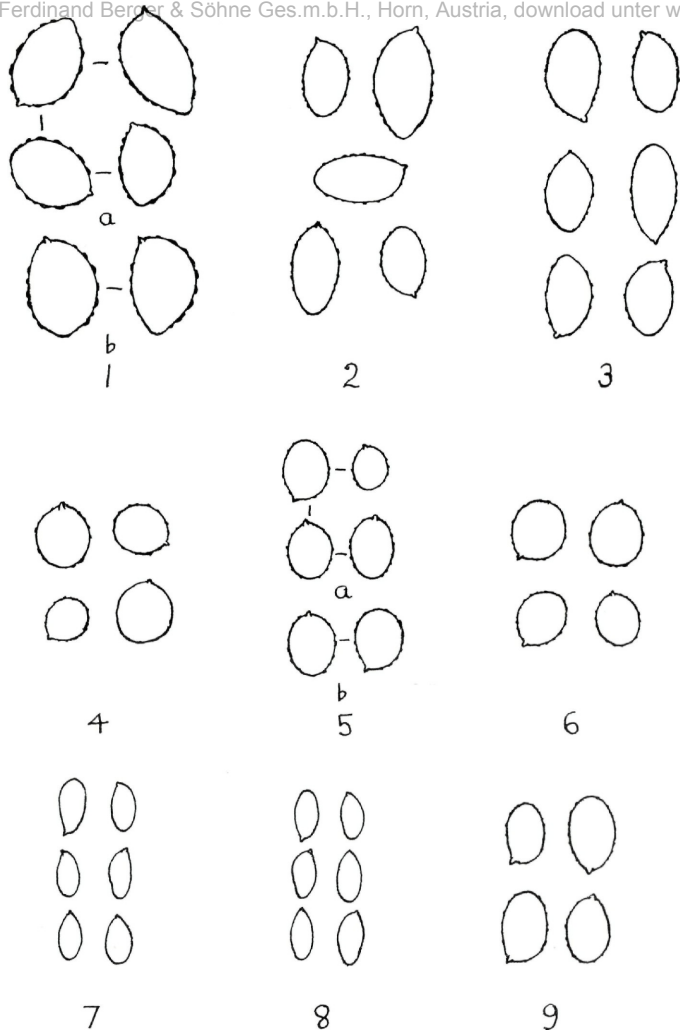 Ferdinand Berger & Söhne Ges.m.b.H., Horn, Austria, download unter w
a
b
1 2 3
a
b
4 5 6
7 8 9